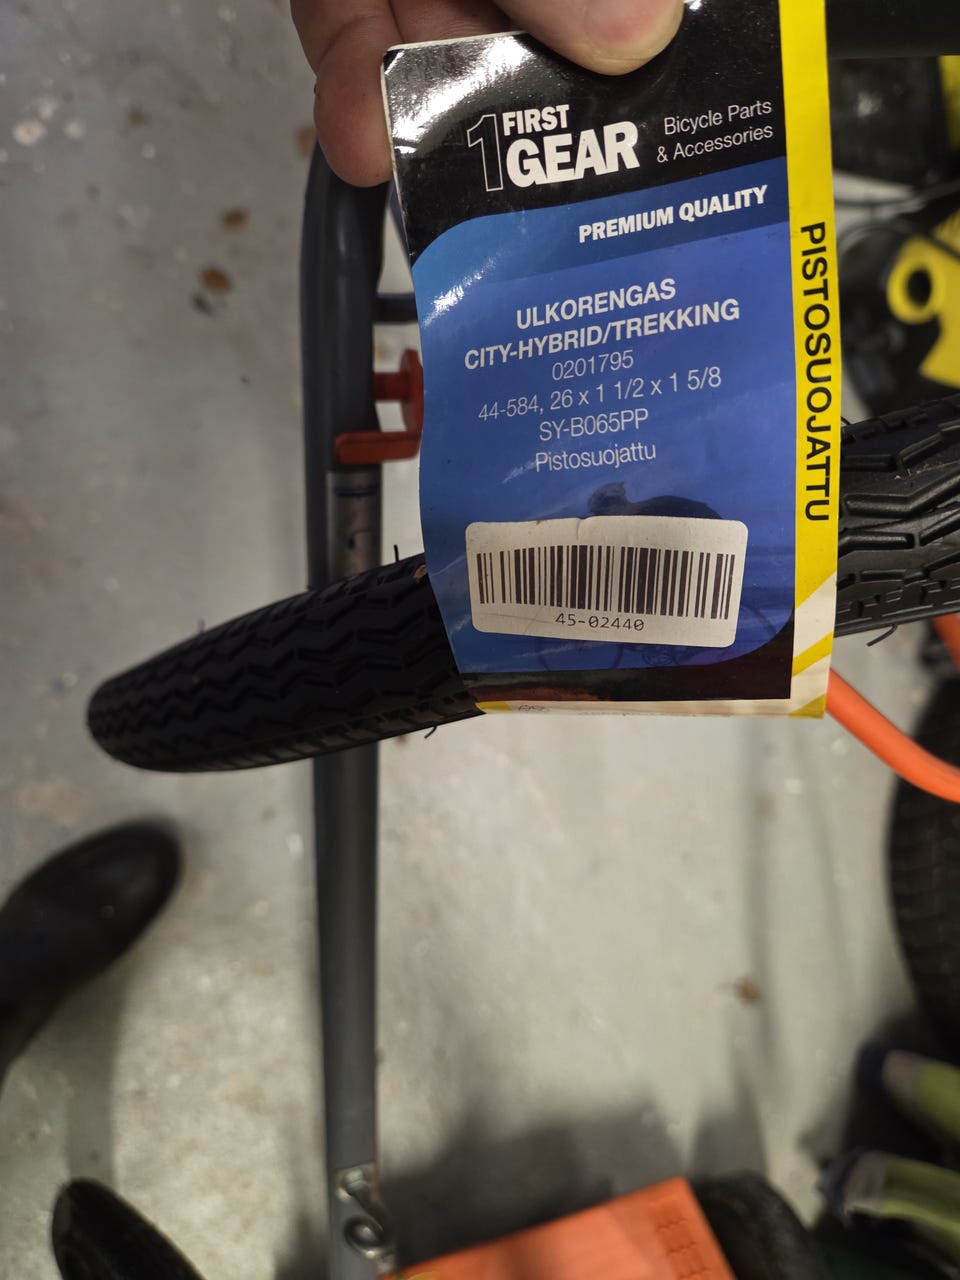 1 FIRST GEAR
Bicycle Parts
& Accessories
PREMIUM QUALITY
ULKORENGAS
CITY-HYBRID/TREKKING
0201795
44-584, 26 x 1 1/2 x 1 5/8
SY-B065PP
Pistosuojattu
45-02440
PISTOSUOJATTU